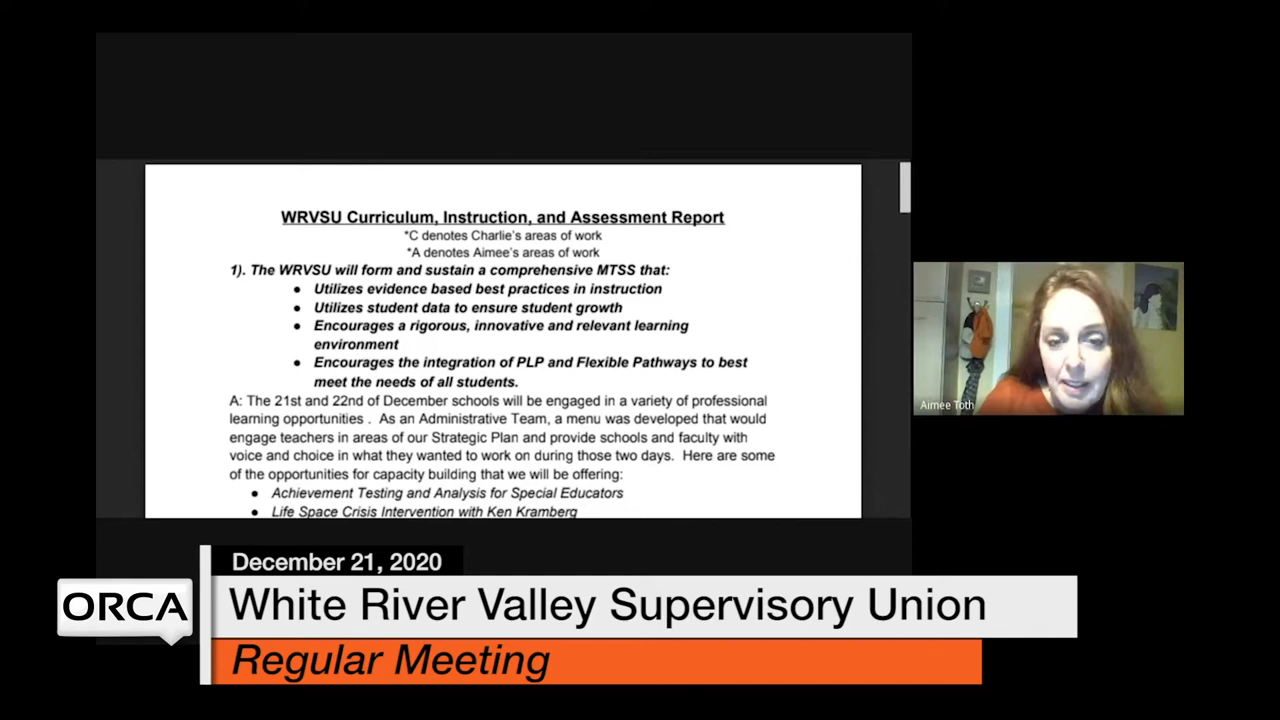 WRVSU Curriculum, Instruction, and Assessment Report
*C denotes Charlie's areas of work
*A denotes Aimee's areas of work
1). The WRVSU will form and sustain a comprehensive MTSS that:
● Utilizes evidence based best practices in instruction
● Utilizes student data to ensure student growth
● Encourages a rigorous, innovative and relevant learning
environment
● Encourages the integration of PLP and Flexible Pathways to best
meet the needs of all students.
A: The 21st and 22nd of December schools will be engaged in a variety of professional
learning opportunities . As an Administrative Team, a menu was developed that would
engage teachers in areas of our Strategic Plan and provide schools and faculty with
voice and choice in what they wanted to work on during those two days. Here are some
of the opportunities for capacity building that we will be offering:
● Achievement Testing and Analysis for Special Educators
● Life Space Crisis Intervention with Ken Kramberg
Aimee Toth
December 21, 2020
ORCA
White River Valley Supervisory Union
Regular Meeting